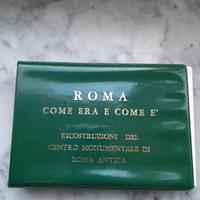 ROMA
COME ERA E COME E'
RICOSTRUZIONI DEL
CENTRO MONUMENTALE DI
ROMA ANTICA